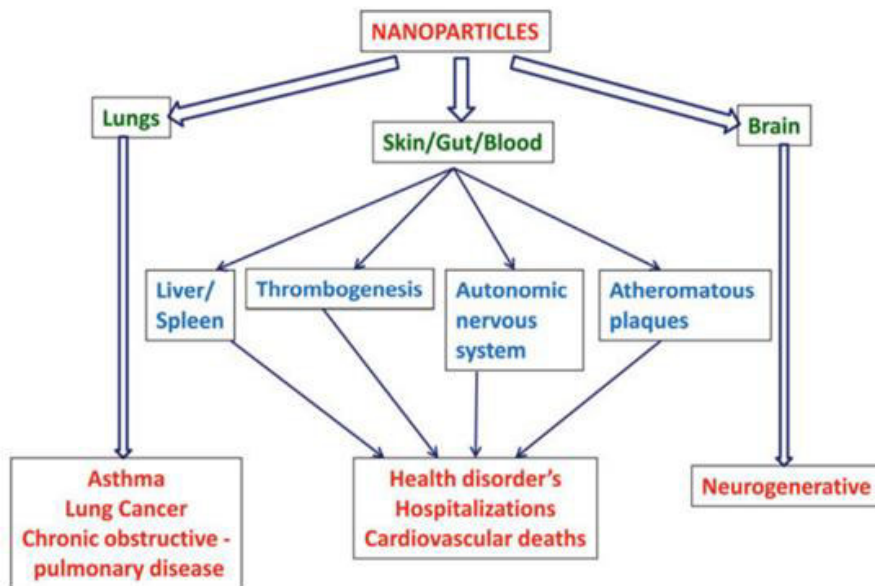 NANOPARTICLES
Lungs
Skin/Gut/Blood
Brain
Liver/
Spleen
Thrombogenesis
Autonomic
nervous
system
Atheromatous
plaques
Asthma
Lung Cancer
Chronic obstructive -
pulmonary disease
Health disorder's
Hospitalizations
Cardiovascular deaths
Neurogenerative